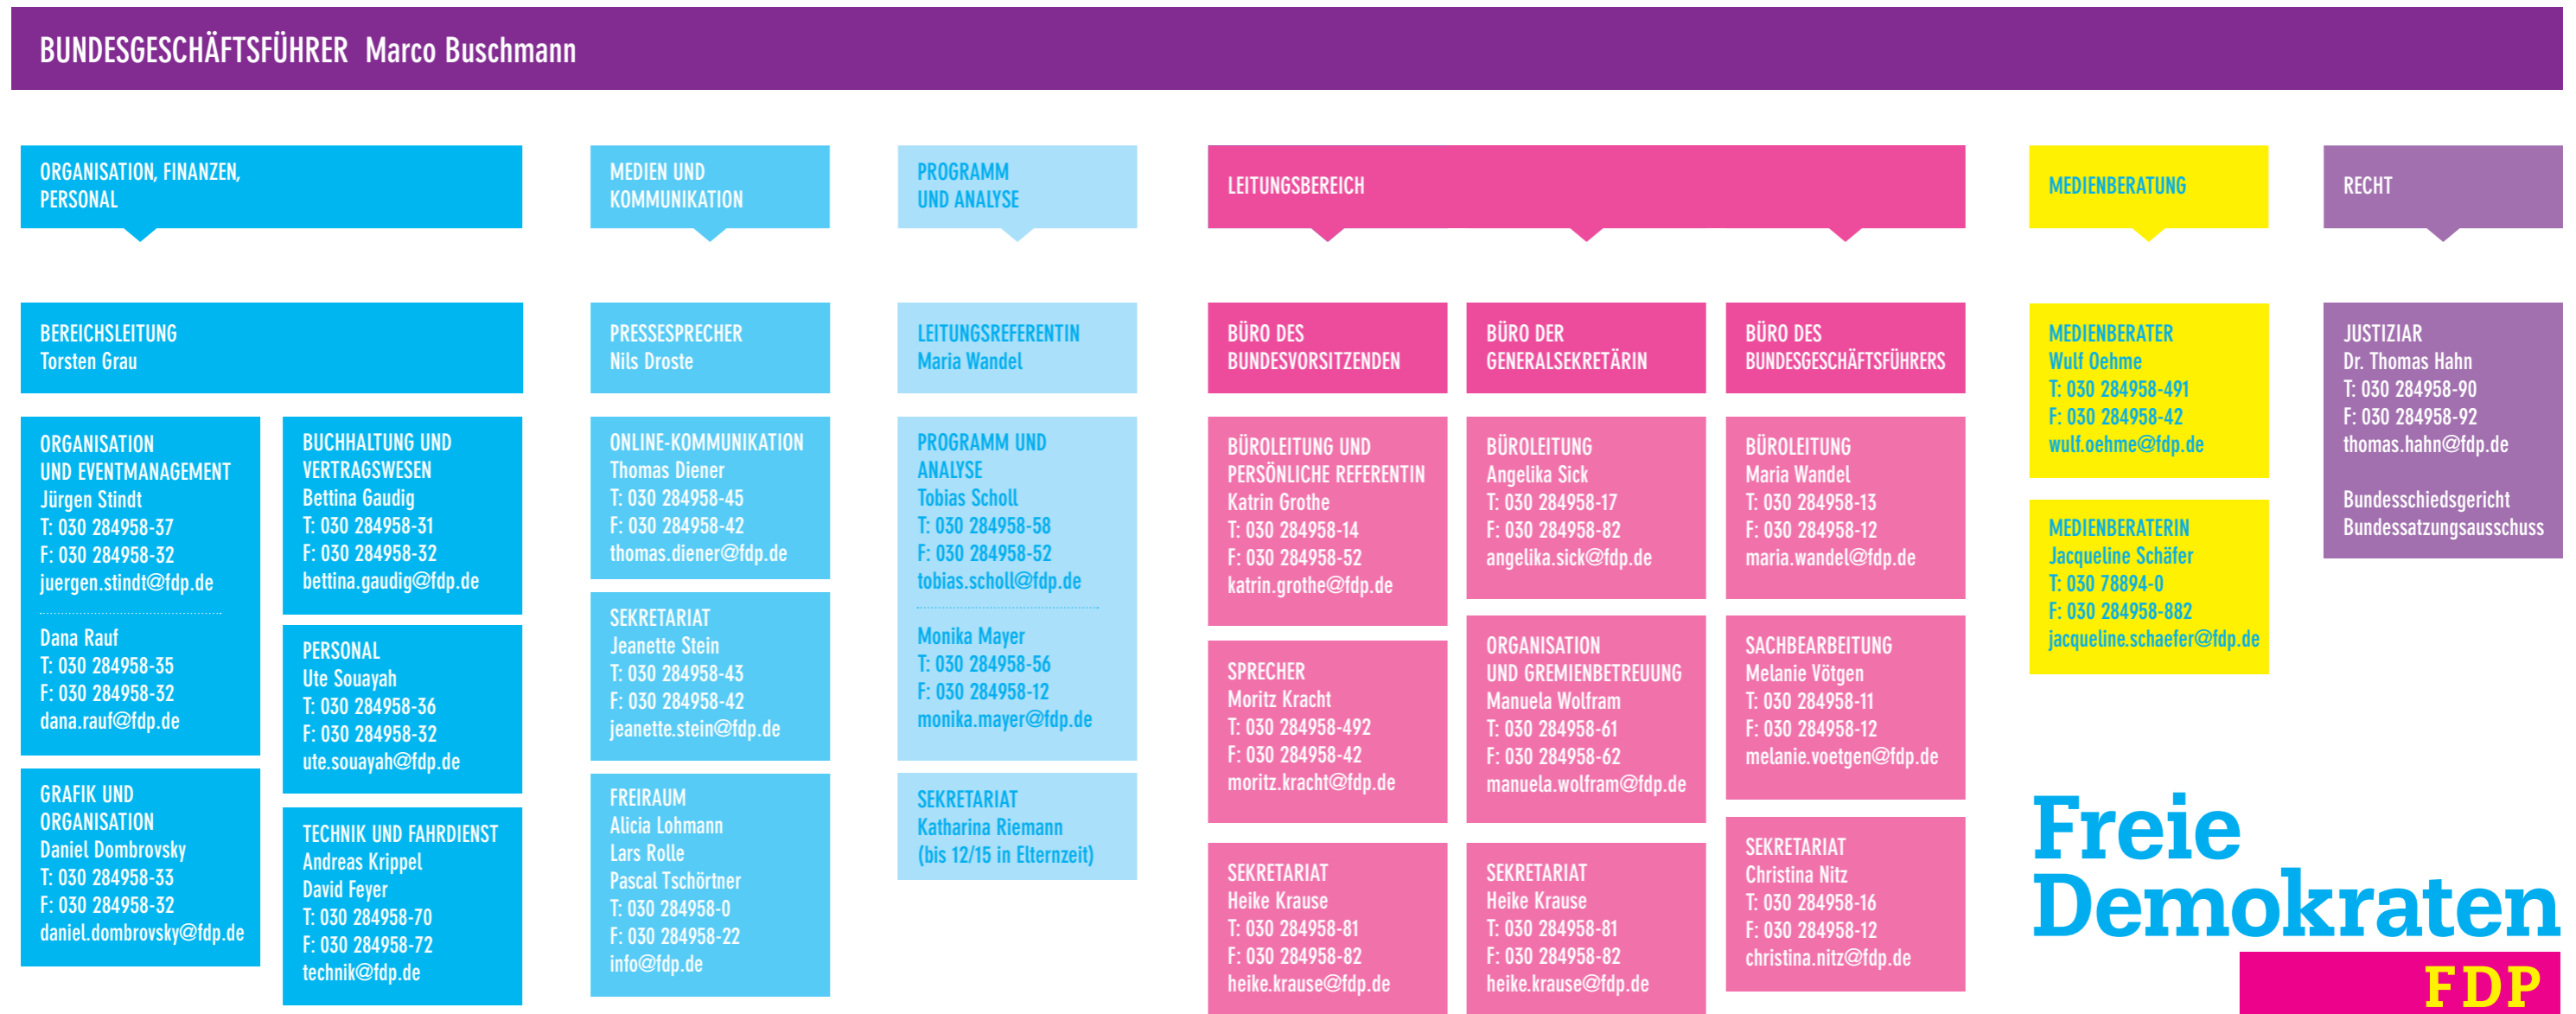 BUNDESGESCHÄFTSFÜHRER Marco Buschmann
ORGANISATION, FINANZEN,
PERSONAL
BEREICHSLEITUNG
Torsten Grau
ORGANISATION
UND EVENTMANAGEMENT
Jürgen Stindt
T: 030 284958-37
F: 030 284958-32
juergen.stindt@fdp.de
Dana Rauf
T: 030 284958-35
F: 030 284958-32
dana.rauf@fdp.de
GRAFIK UND
ORGANISATION
Daniel Dombrovsky
T: 030 284958-33
F: 030 284958-32
daniel.dombrovsky@fdp.de
BUCHHALTUNG UND
VERTRAGSWESEN
Bettina Gaudig
T: 030 284958-31
F: 030 284958-32
bettina.gaudig@fdp.de
PERSONAL
Ute Souayah
T: 030 284958-36
F: 030 284958-32
ute.souayah@fdp.de
TECHNIK UND FAHRDIENST
Andreas Krippel
David Feyer
T: 030 284958-70
F: 030 284958-72
technik@fdp.de
MEDIEN UND
KOMMUNIKATION
PRESSESPRECHER
Nils Droste
ONLINE-KOMMUNIKATION
Thomas Diener
T: 030 284958-45
F: 030 284958-42
thomas.diener@fdp.de
SEKRETARIAT
Jeanette Stein
T: 030 284958-43
F: 030 284958-42
jeanette.stein@fdp.de
FREIRAUM
Alicia Lohmann
Lars Rolle
Pascal Tschörtner
T: 030 284958-0
F: 030 284958-22
info@fdp.de
PROGRAMM
UND ANALYSE
LEITUNGSREFERENTIN
Maria Wandel
PROGRAMM UND
ANALYSE
Tobias Scholl
T: 030 284958-58
F: 030 284958-52
tobias.scholl@fdp.de
Monika Mayer
T: 030 284958-56
F: 030 284958-12
monika.mayer@fdp.de
SEKRETARIAT
Katharina Riemann
(bis 12/15 in Elternzeit)
LEITUNGSBEREICH
BÜRO DES
BUNDESVORSITZENDEN
BÜROLEITUNG UND
PERSÖNLICHE REFERENTIN
Katrin Grothe
T: 030 284958-14
F: 030 284958-52
katrin.grothe@fdp.de
SPRECHER
Moritz Kracht
T: 030 284958-492
F: 030 284958-42
moritz.kracht@fdp.de
SEKRETARIAT
Heike Krause
T: 030 284958-81
F: 030 284958-82
heike.krause@fdp.de
BÜRO DER
GENERALSEKRETÄRIN
BÜROLEITUNG
Angelika Sick
T: 030 284958-17
F: 030 284958-82
angelika.sick@fdp.de
ORGANISATION
UND GREMIENBETREUUNG
Manuela Wolfram
T: 030 284958-61
F: 030 284958-62
manuela.wolfram@fdp.de
SEKRETARIAT
Heike Krause
T: 030 284958-81
F: 030 284958-82
heike.krause@fdp.de
BÜRO DES
BUNDESGESCHÄFTSFÜHRERS
BÜROLEITUNG
Maria Wandel
T: 030 284958-13
F: 030 284958-12
maria.wandel@fdp.de
SACHBEARBEITUNG
Melanie Vötgen
T: 030 284958-11
F: 030 284958-12
melanie.voetgen@fdp.de
SEKRETARIAT
Christina Nitz
T: 030 284958-16
F: 030 284958-12
christina.nitz@fdp.de
MEDIENBERATUNG
MEDIENBERATER
Wulf Oehme
T: 030 284958-491
F: 030 284958-42
wulf.oehme@fdp.de
MEDIENBERATERIN
Jacqueline Schäfer
T: 030 78894-0
F: 030 284958-882
jacqueline.schaefer@fdp.de
RECHT
JUSTIZIAR
Dr. Thomas Hahn
T: 030 284958-90
F: 030 284958-92
thomas.hahn@fdp.de
Bundesschiedsgericht
Bundessatzungsausschuss
Freie
Demokraten
FDP